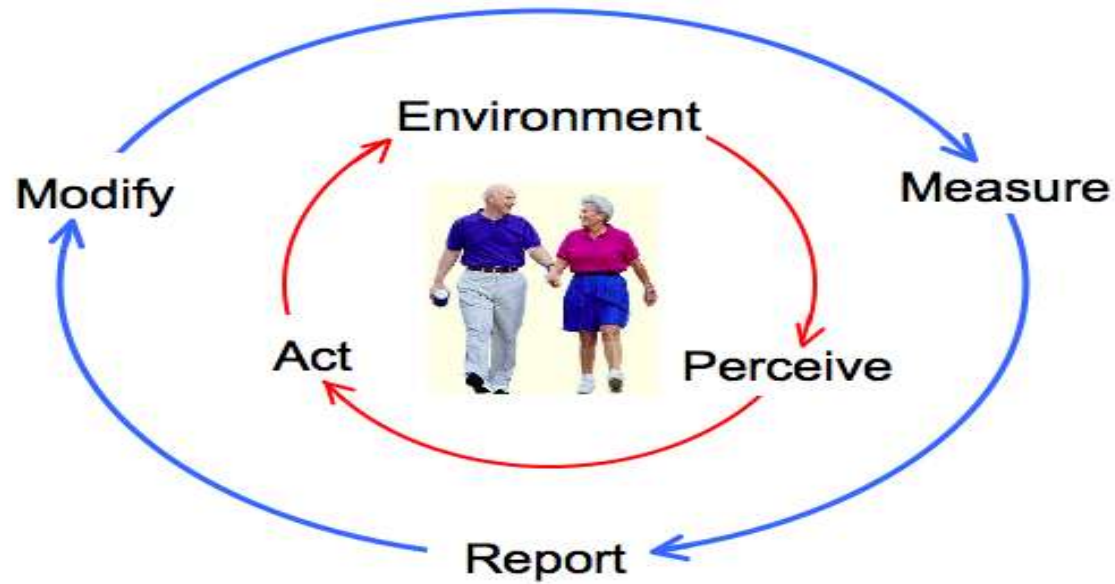 Environment
Modify
Measure
Act
Perceive
Report